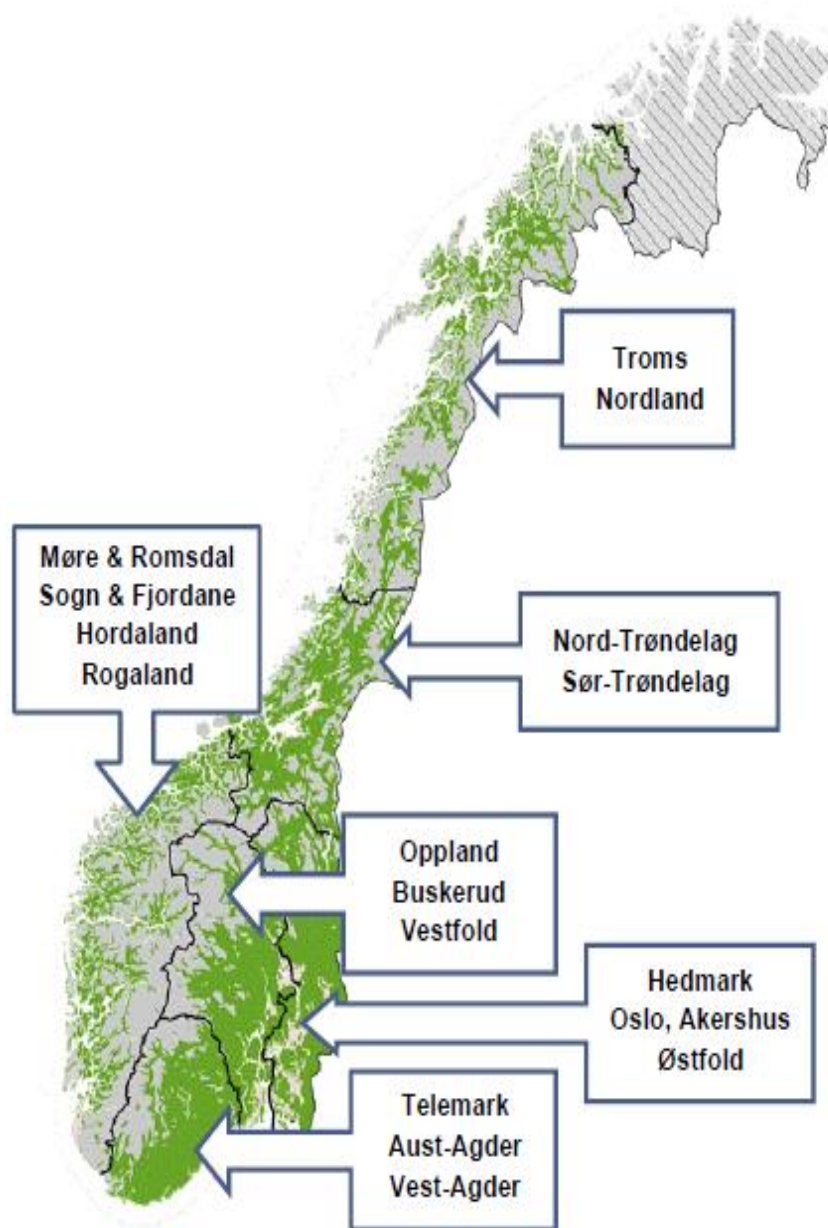 Troms
Nordland
Møre & Romsdal
Sogn & Fjordane
Hordaland
Rogaland
Nord-Trøndelag
Sør-Trøndelag
Oppland
Buskerud
Vestfold
Hedmark
Oslo, Akershus
Østfold
Telemark
Aust-Agder
Vest-Agder